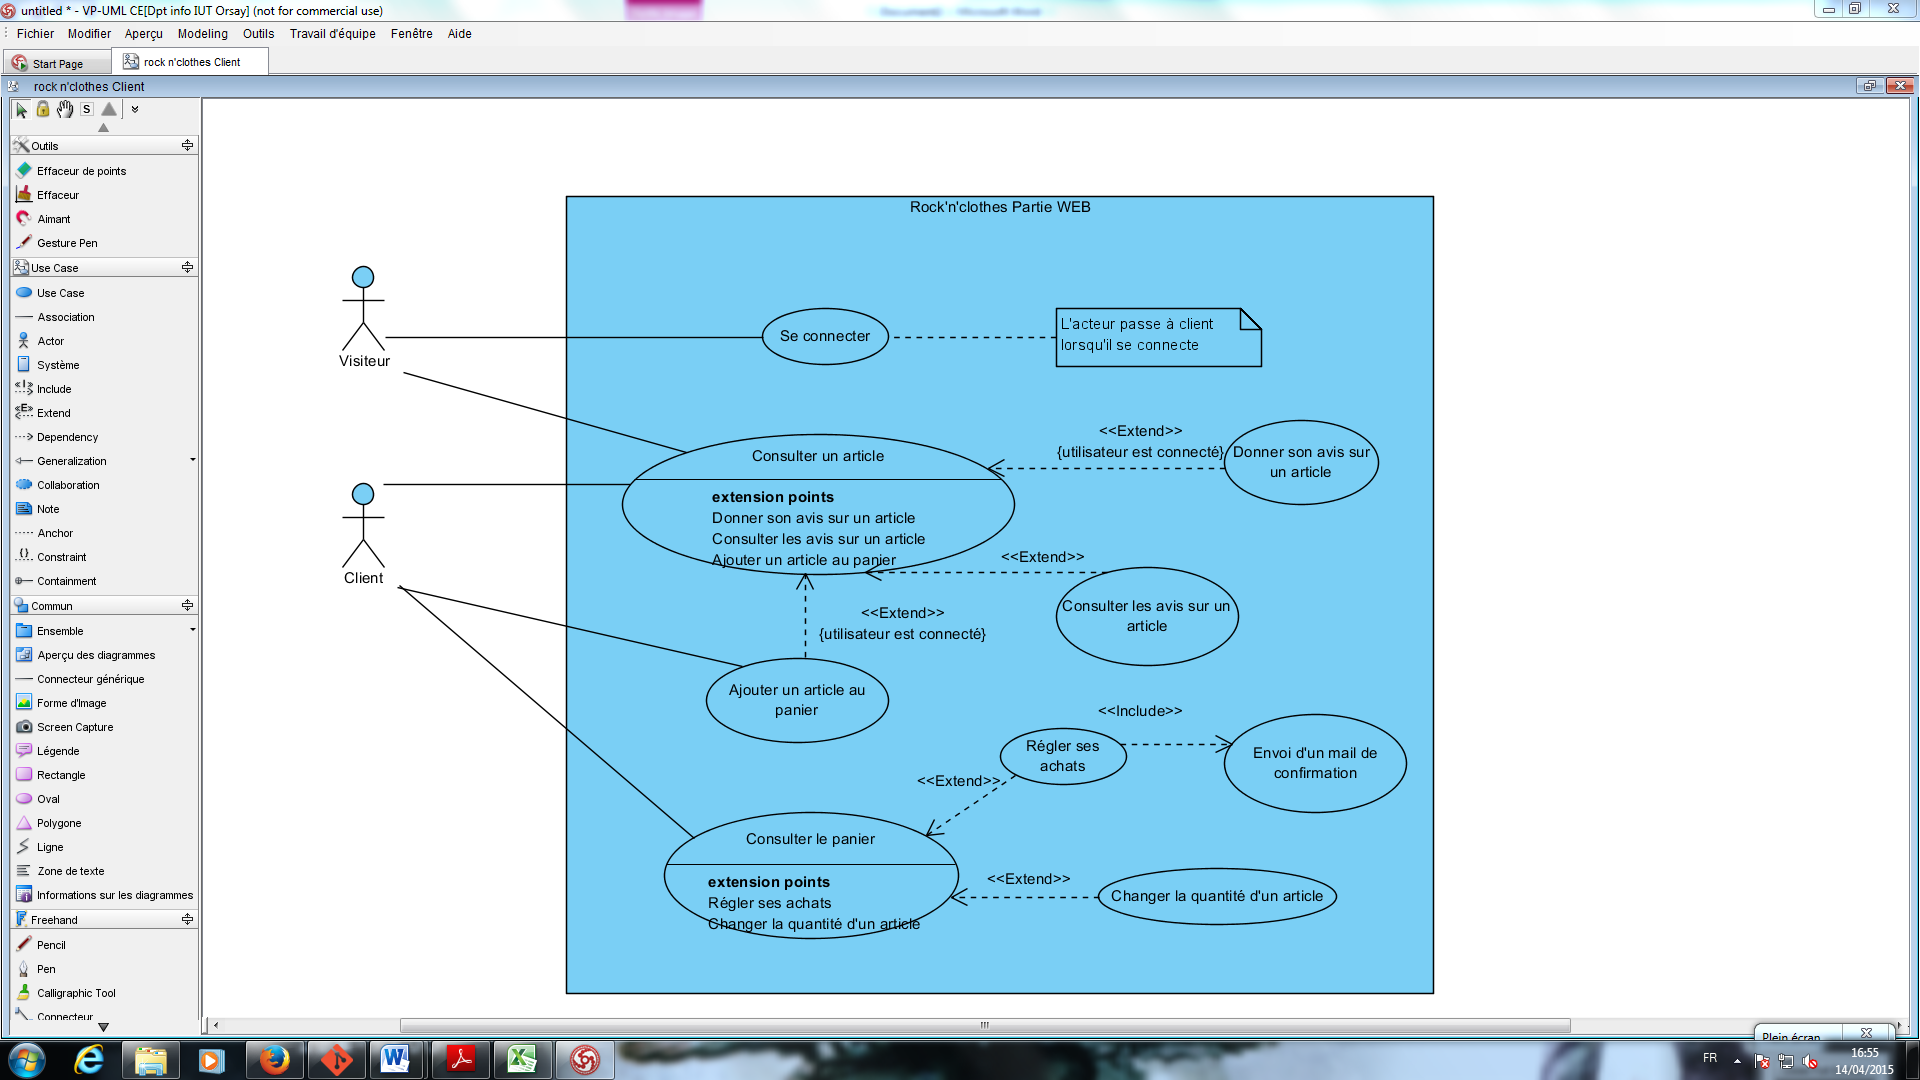 untitled * - VP-UML CE[Dpt info IUT Orsay] (not for commercial use)
Fichier Modifier Aperçu Modeling Outils Travail d'équipe Fenêtre Aide
Start Page
rock n'clothes Client
rock n'clothes Client
S
Outils
Effaceur de points
Effaceur
Aimant
Gesture Pen
Use Case
Use Case
Association
Actor
Système
Include
Extend
Dependency
Generalization
Collaboration
Note
Anchor
Constraint
Containment
Commun
Ensemble
Aperçu des diagrammes
Connecteur générique
Forme d'Image
Screen Capture
Légende
Rectangle
Oval
Polygone
Ligne
Zone de texte
Informations sur les diagrammes
Freehand
Pencil
Pen
Calligraphic Tool
Connecteur
Rock'n'clothes Partie WEB
Visiteur
Se connecter
L'acteur passe à client
lorsqu'il se connecte
Consulter un article
extension points
Donner son avis sur un article
Consulter les avis sur un article
Ajouter un article au panier
<<Extend>>
{utilisateur est connecté}
Donner son avis sur
un article
Client
<<Extend>>
Consulter les avis sur un
article
<<Extend>>
{utilisateur est connecté}
Ajouter un article au
panier
<<Include>>
Régler ses
achats
Envoi d'un mail de
confirmation
<<Extend>>
Consulter le panier
extension points
Régler ses achats
Changer la quantité d'un article
<<Extend>>
Changer la quantité d'un article
Plein écran
FR
16:55
14/04/2015